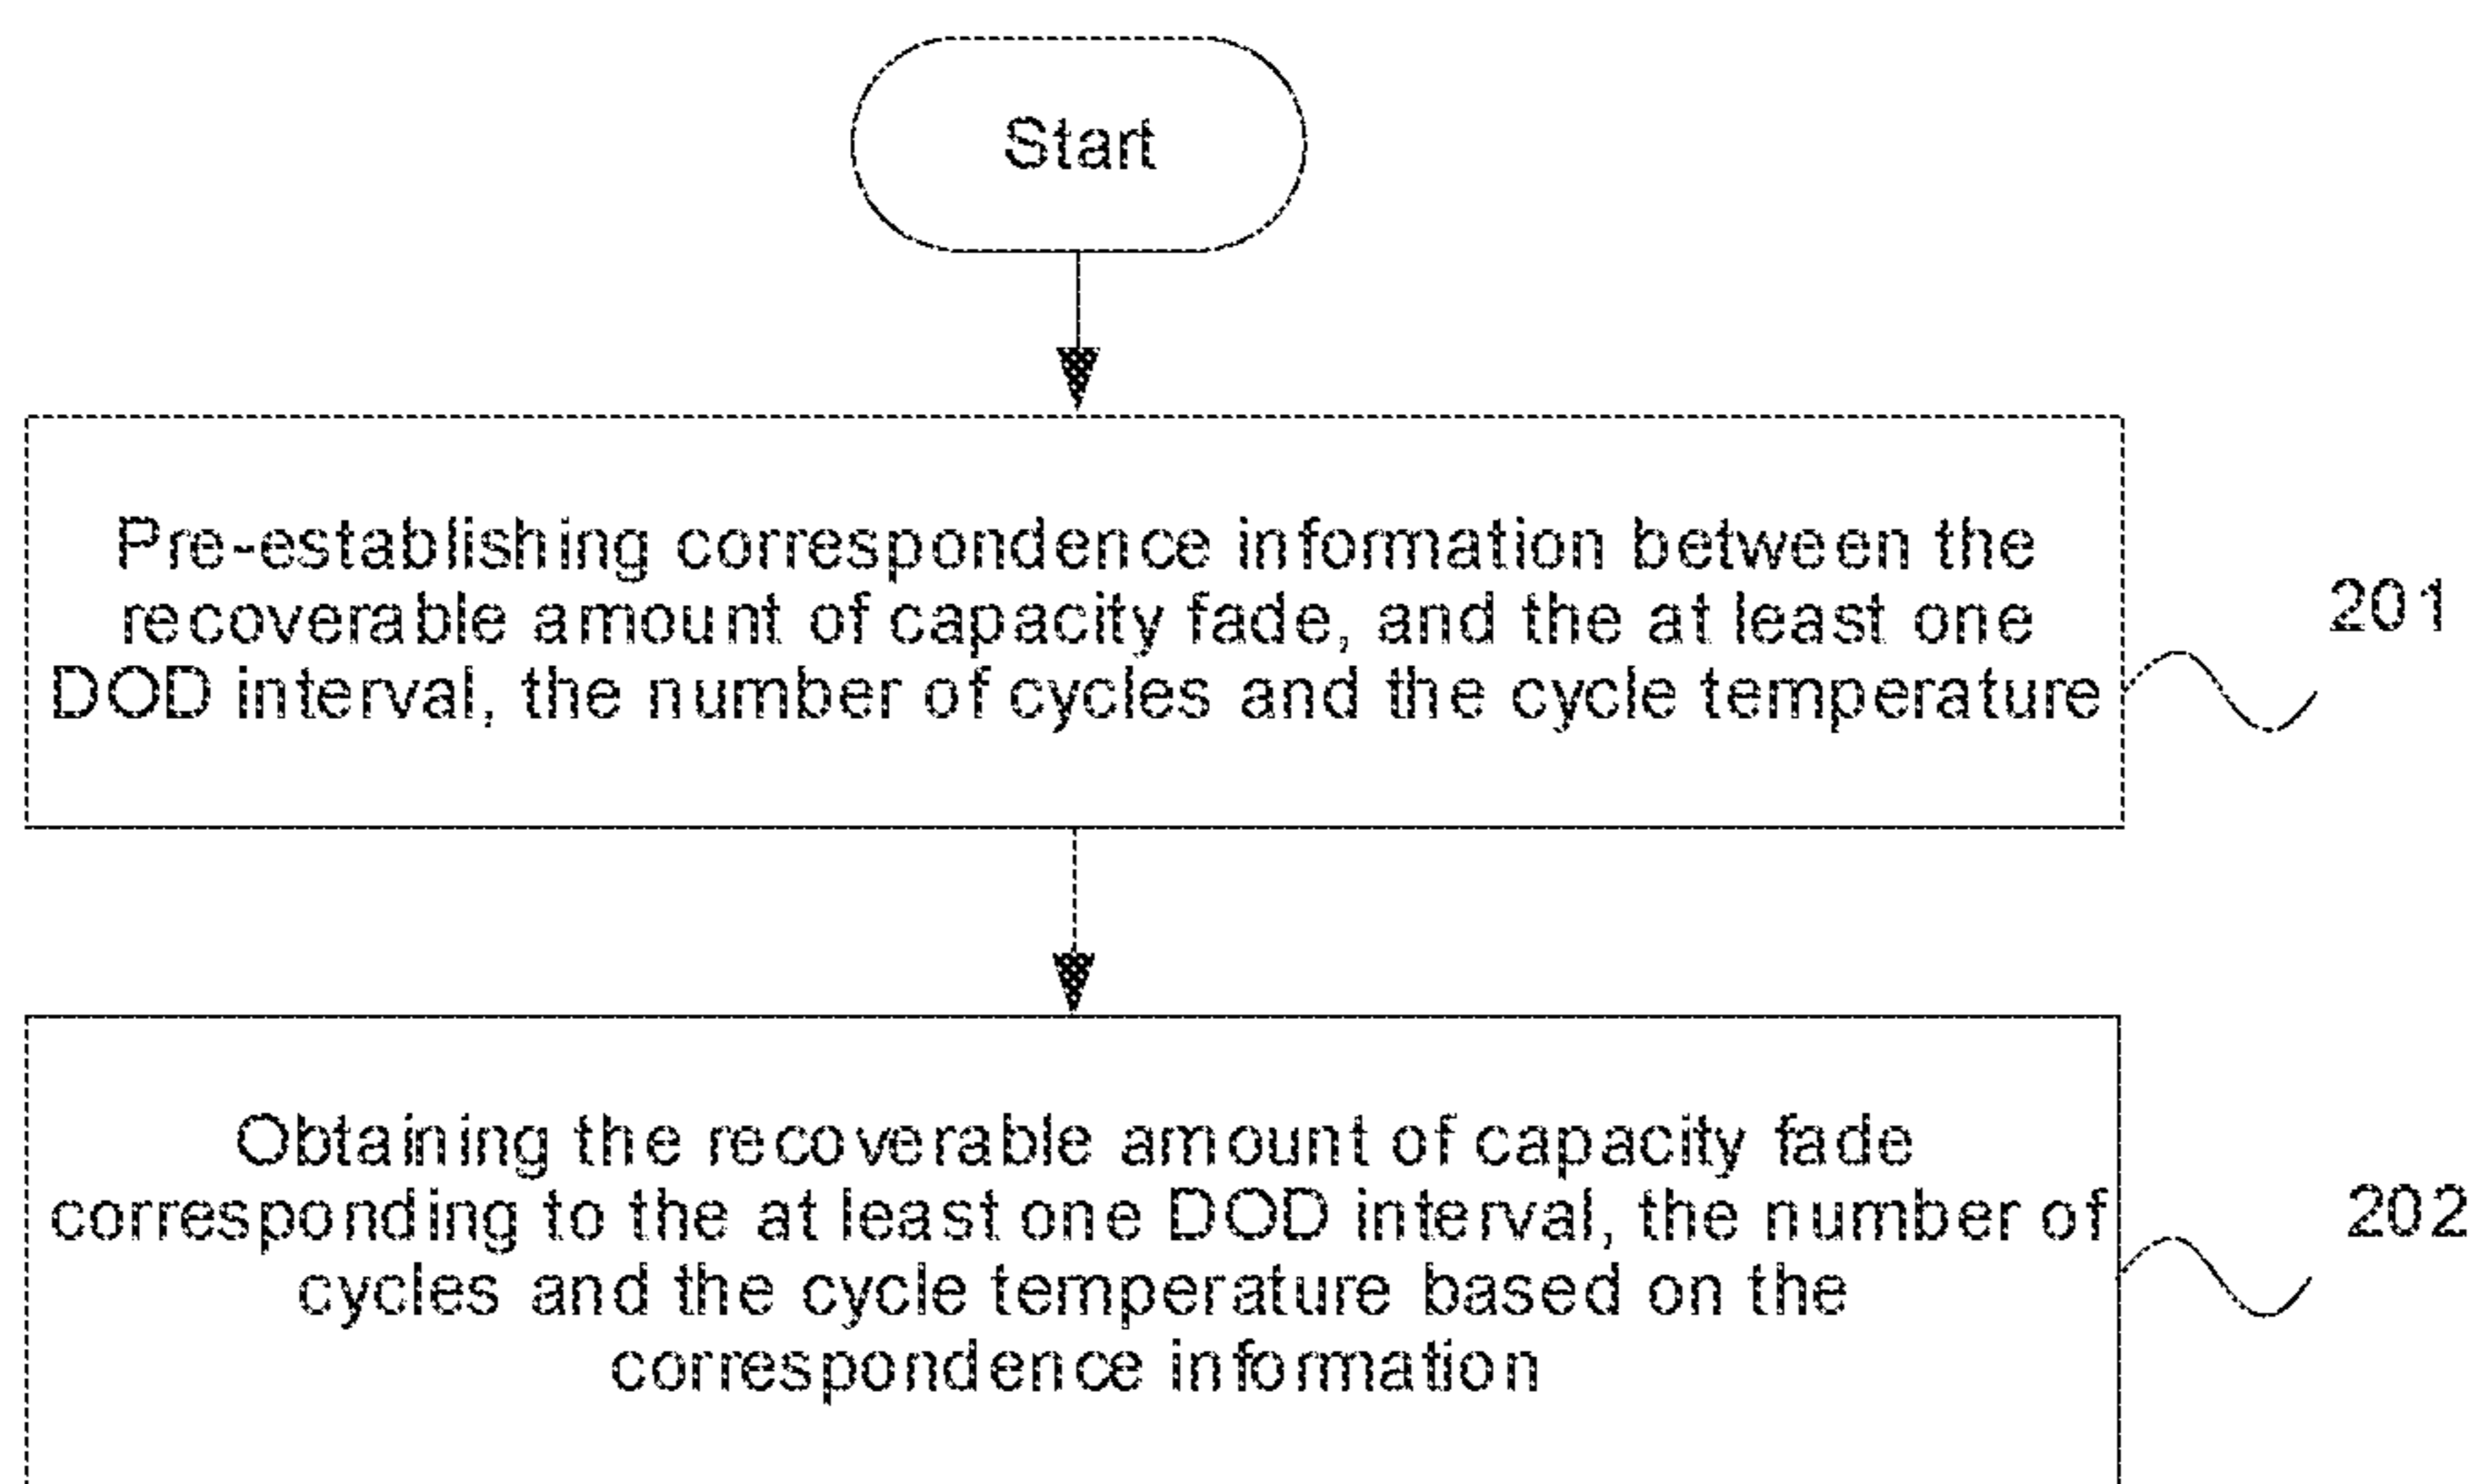 Start
Pre-establishing correspondence information between the
recoverable amount of capacity fade, and the at least one
DOD interval, the number of cycles and the cycle temperature
201
Obtaining the recoverable amount of capacity fade
corresponding to the at least one DOD interval, the number of
cycles and the cycle temperature based on the
correspondence information
202